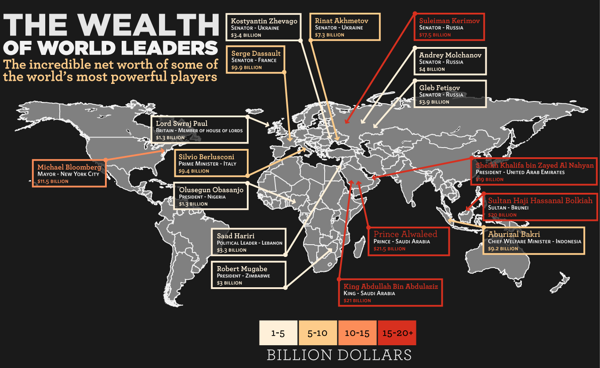 THE WEALTH
OF WORLD LEADERS
The incredible net worth of some of
the world's most powerful players
Kostyantin Zhevago
Senator - Ukraine
$3.4 Billion
Rinat Akhmetov
Senator - Ukraine
$7.3 Billion
Suleiman Kerimov
Senator - Russia
$17.5 Billion
Serge Dassault
Senator - France
$9.9 Billion
Andrey Molchanov
Senator - Russia
$4 Billion
Gleb Fetisov
Senator - Russia
$3.9 Billion
Lord Swraj Paul
Britain - Member of House of Lords
$1.3 Billion
Michael Bloomberg
Mayor - New York City
$11.5 Billion
Silvio Berlusconi
Prime Minister - Italy
$9.4 Billion
Sheikh Khalifa bin Zayed Al Nahyan
President - United Arab Emirates
Olusegun Obasanjo
President - Nigeria
$1.3 Billion
Sultan Haji Hassanal Bolkiah
Sultan - Brunei
$20 Billion
Saad Hariri
Political Leader - Lebanon
$3.3 Billion
Prince Alwaleed
Prince - Saudi Arabia
$21.5 Billion
Aburizal Bakri
Chief Welfare Minister - Indonesia
$9.2 Billion
Robert Mugabe
President - Zimbabwe
$3 Billion
King Abdullah Bin Abdulaziz
King - Saudi Arabia
$21 Billion
1-5 5-10 10-15 15-20+
BILLION DOLLARS